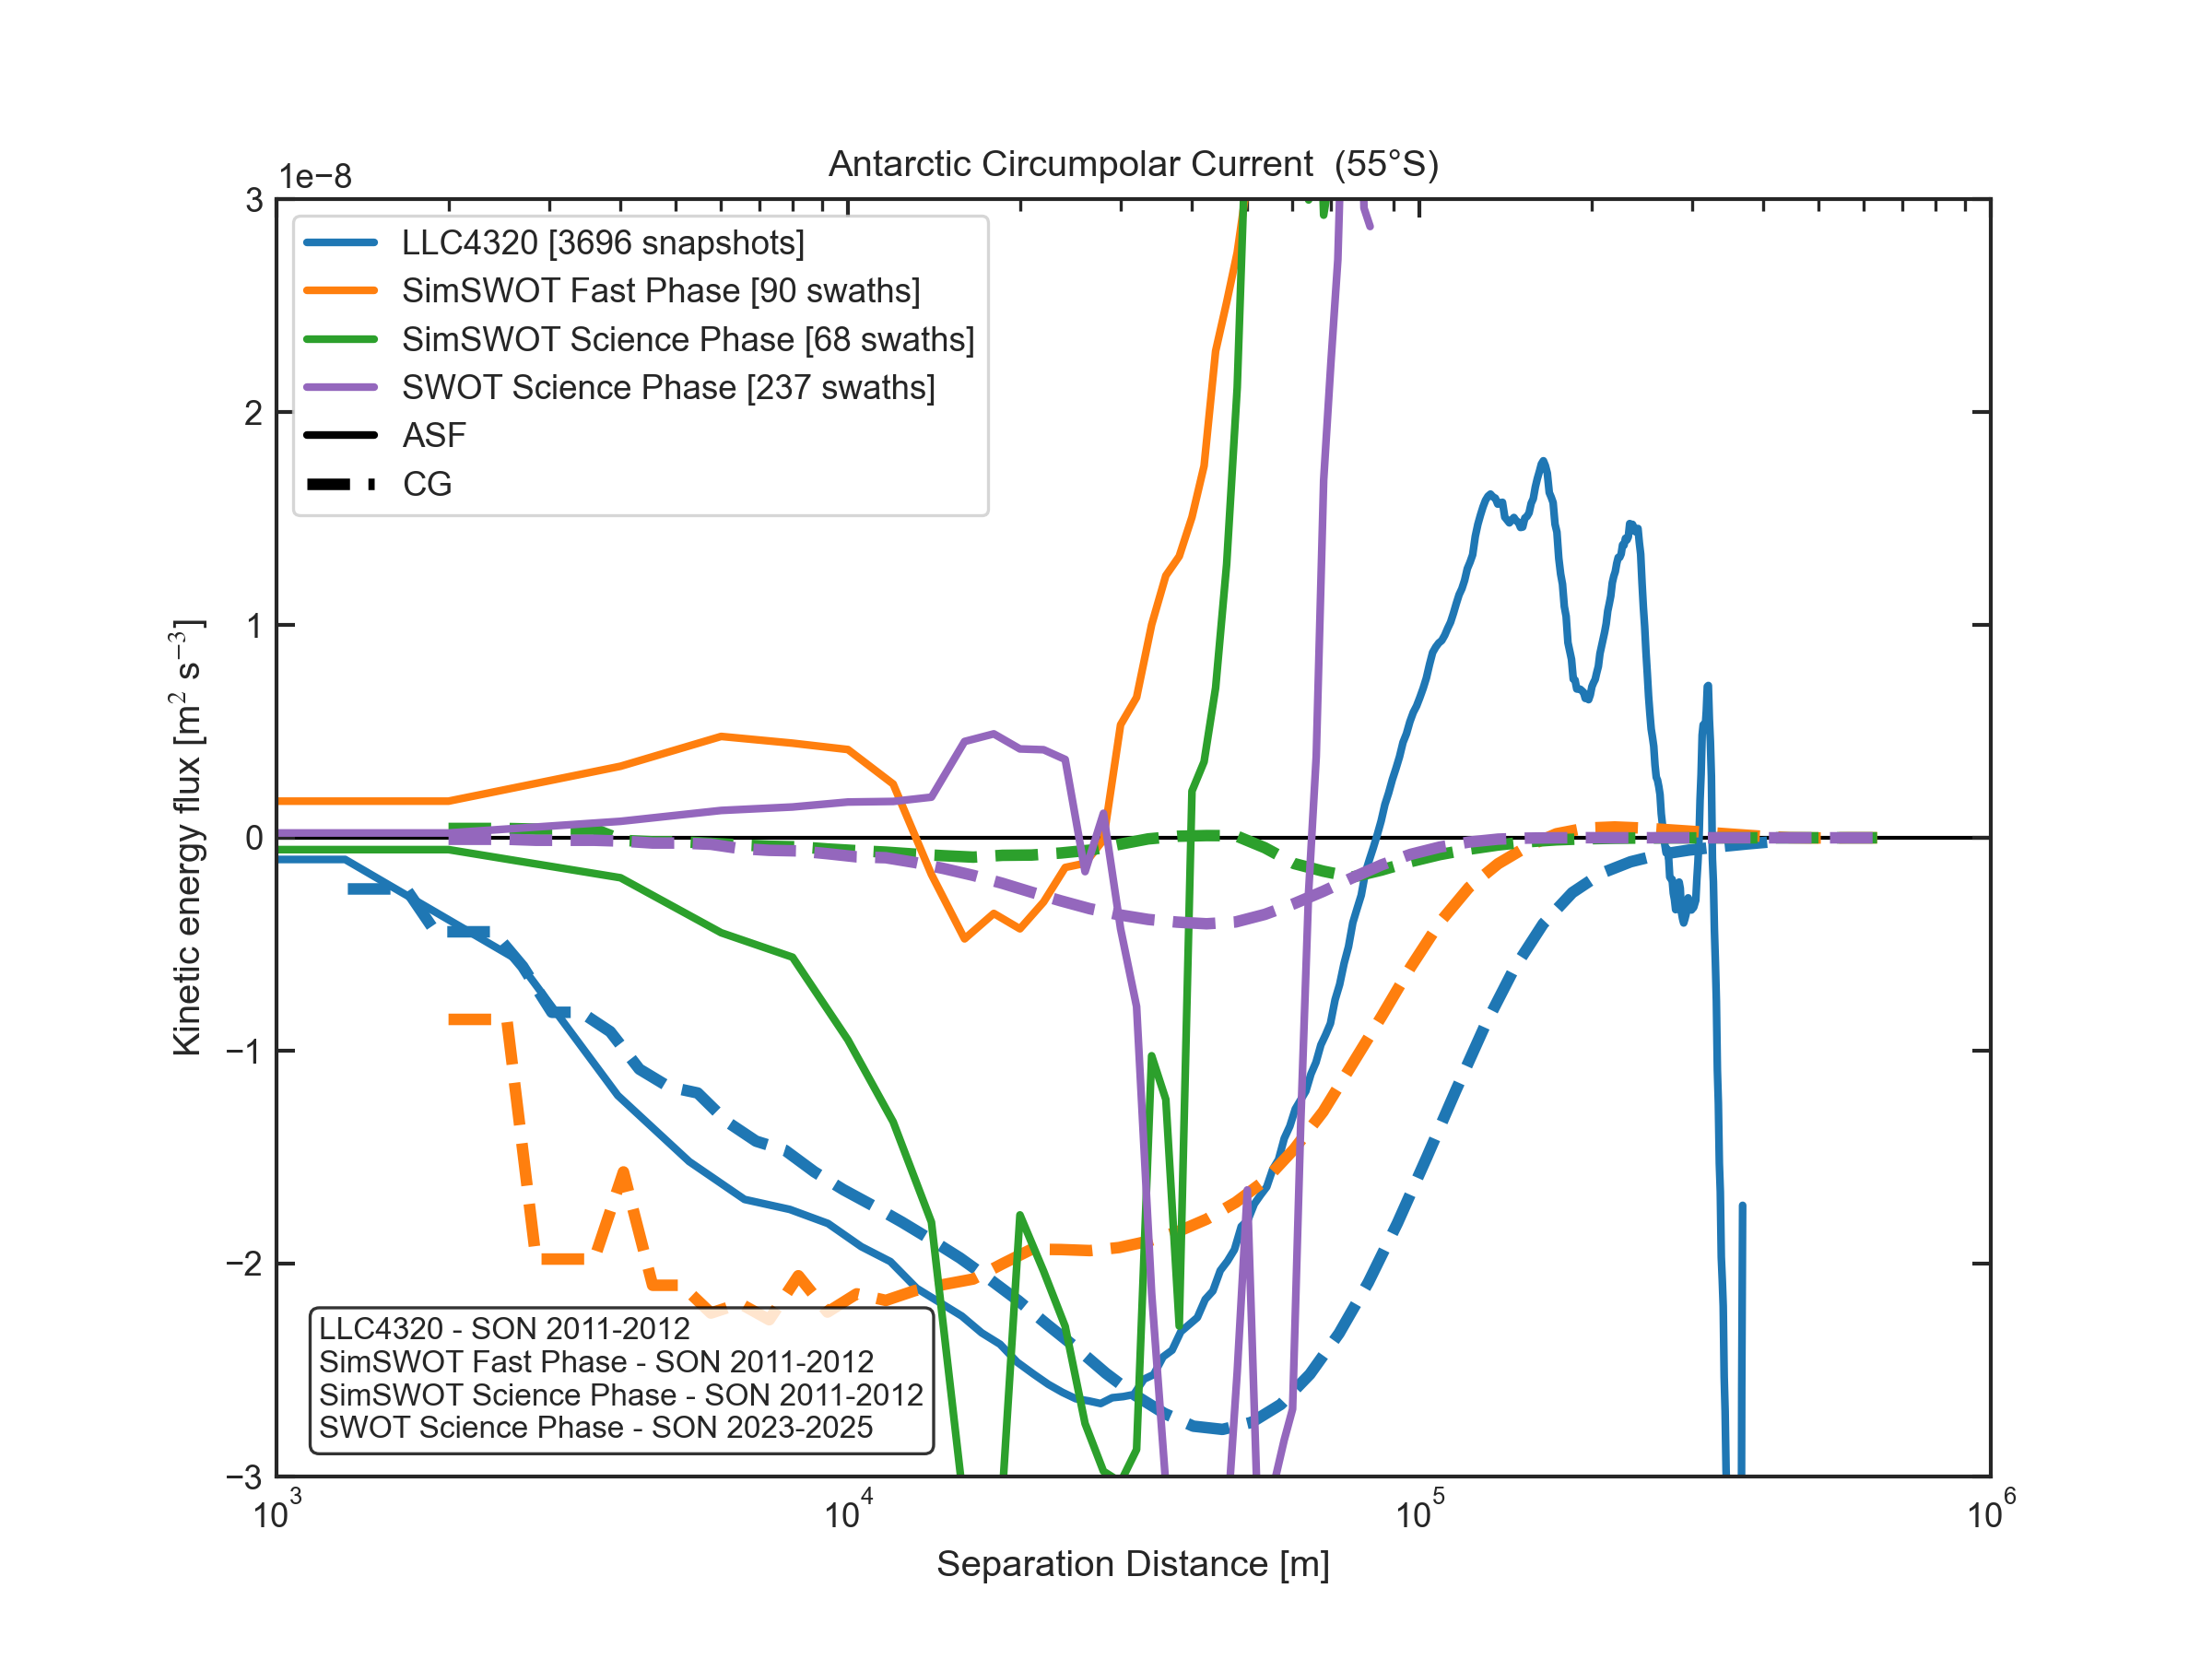 Antarctic Circumpolar Current (55°S)
1e−8
3
2
1
0
−1
−2
−3
Kinetic energy flux [m² s⁻³]
LLC4320 [3696 snapshots]
SimSWOT Fast Phase [90 swaths]
SimSWOT Science Phase [68 swaths]
SWOT Science Phase [237 swaths]
ASF
CG
LLC4320 - SON 2011-2012
SimSWOT Fast Phase - SON 2011-2012
SimSWOT Science Phase - SON 2011-2012
SWOT Science Phase - SON 2023-2025
10³ 10⁴ 10⁵ 10⁶
Separation Distance [m]